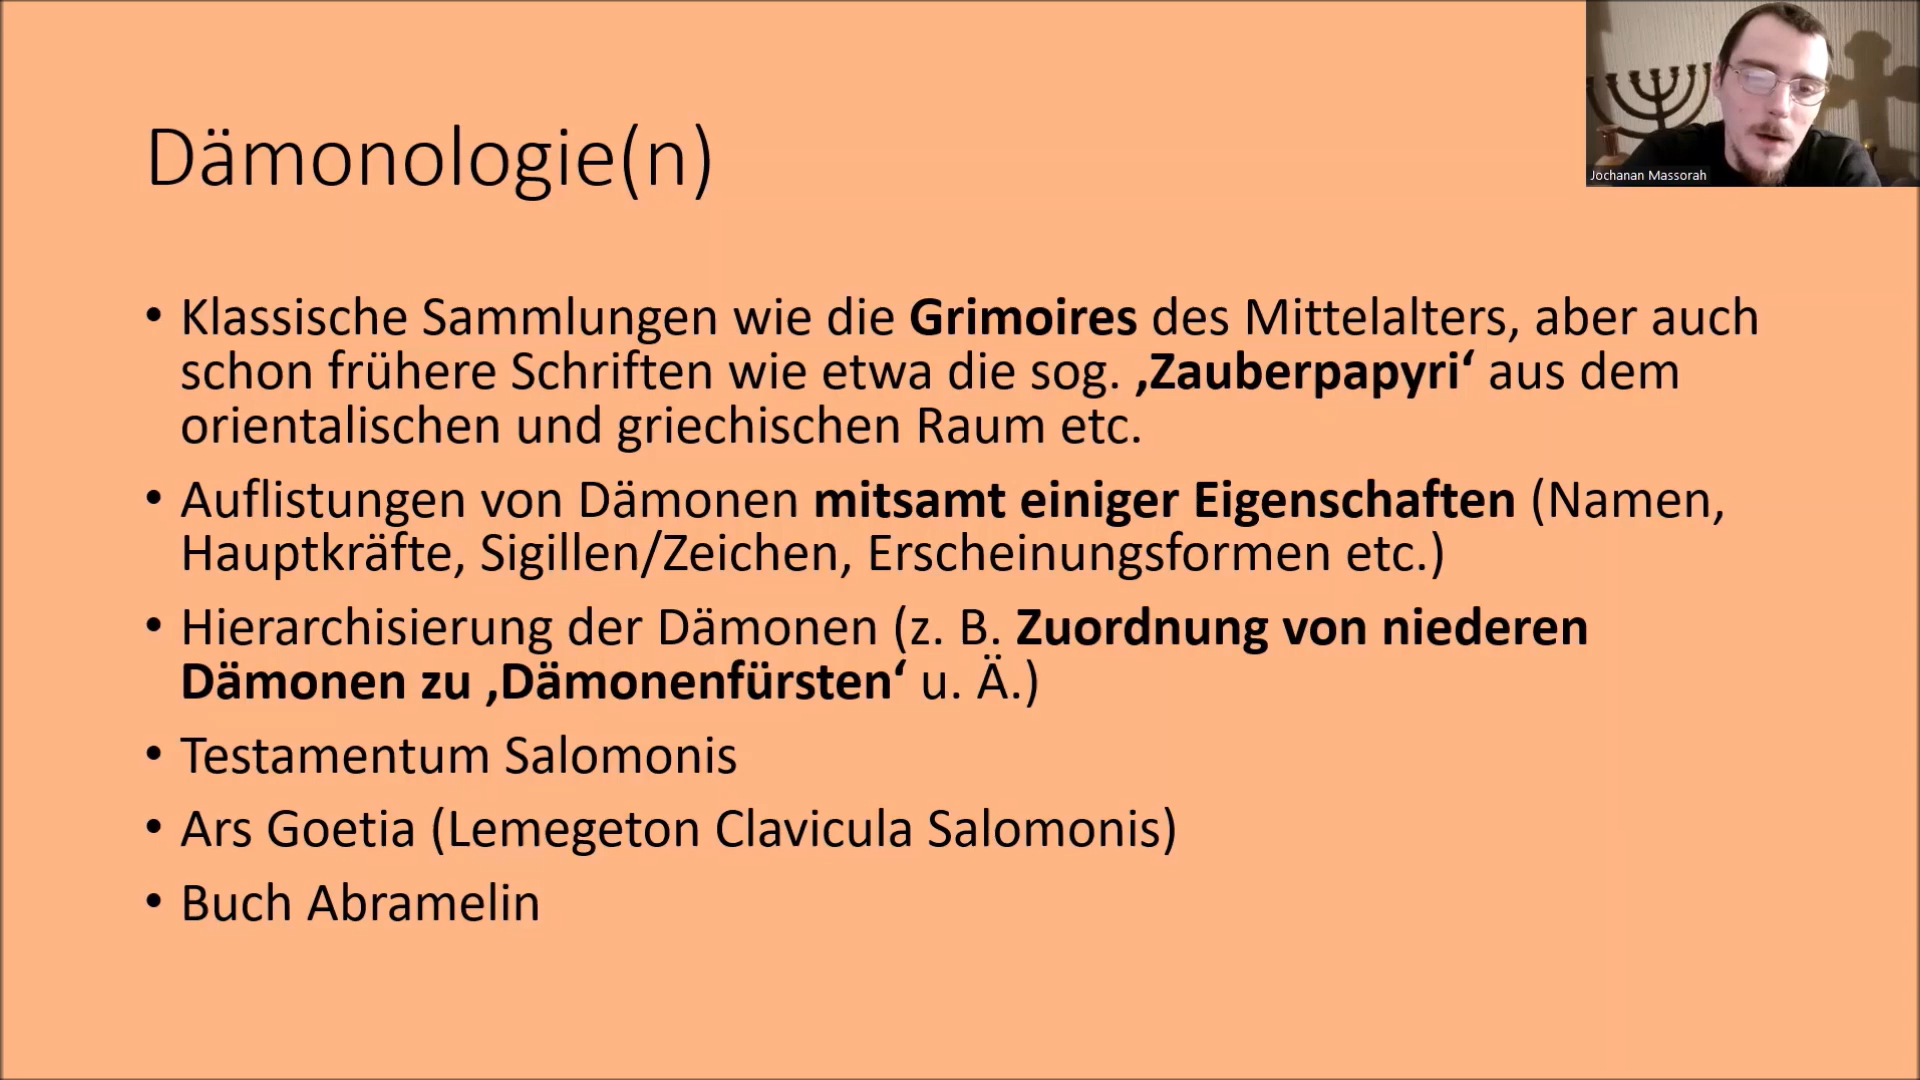 Dämonologie(n)
Jochanan Massorah
• Klassische Sammlungen wie die Grimoires des Mittelalters, aber auch
schon frühere Schriften wie etwa die sog. ‚Zauberpapyri‘ aus dem
orientalischen und griechischen Raum etc.
• Auflistungen von Dämonen mitsamt einiger Eigenschaften (Namen,
Hauptkräfte, Sigillen/Zeichen, Erscheinungsformen etc.)
• Hierarchisierung der Dämonen (z. B. Zuordnung von niederen
Dämonen zu ‚Dämonenfürsten‘ u. Ä.)
• Testamentum Salomonis
• Ars Goetia (Lemegeton Clavicula Salomonis)
• Buch Abramelin